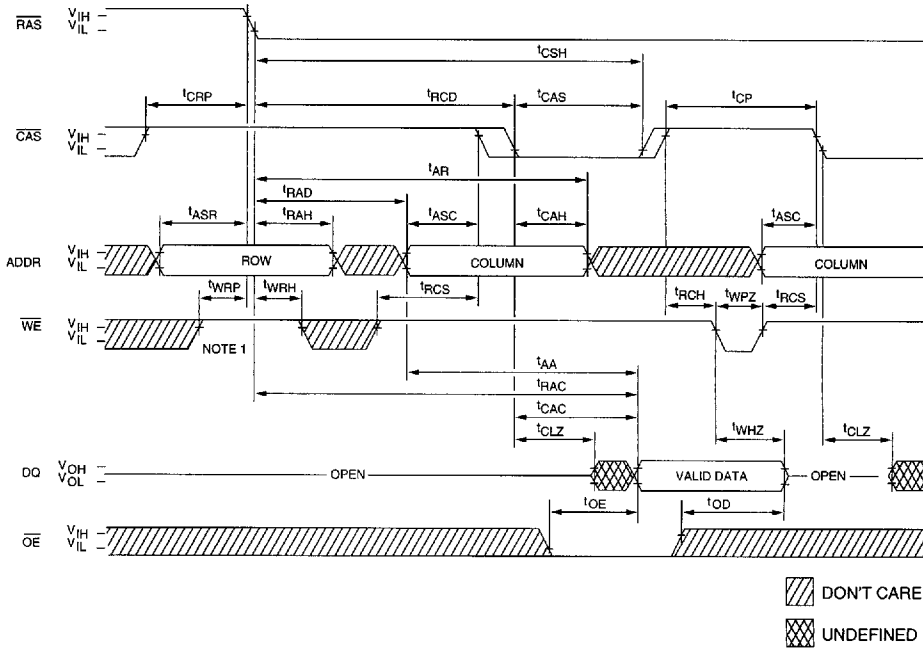 RAS VIH
VIL
tCSH
tCRP tRCD tCAS tCP
CAS VIH
VIL
tAR
tRAD
tASR tRAH tASC tCAH tASC
ADDR VIH
VIL ROW COLUMN COLUMN
tWRP tWRH tRCS tRCH tWPZ tRCS
WE VIH
VIL
NOTE 1
tAA
tRAC
tCAC
tCLZ tWHZ tCLZ
DQ VOH
VOL OPEN VALID DATA OPEN
tOE tOD
OE VIH
VIL
DON'T CARE
UNDEFINED